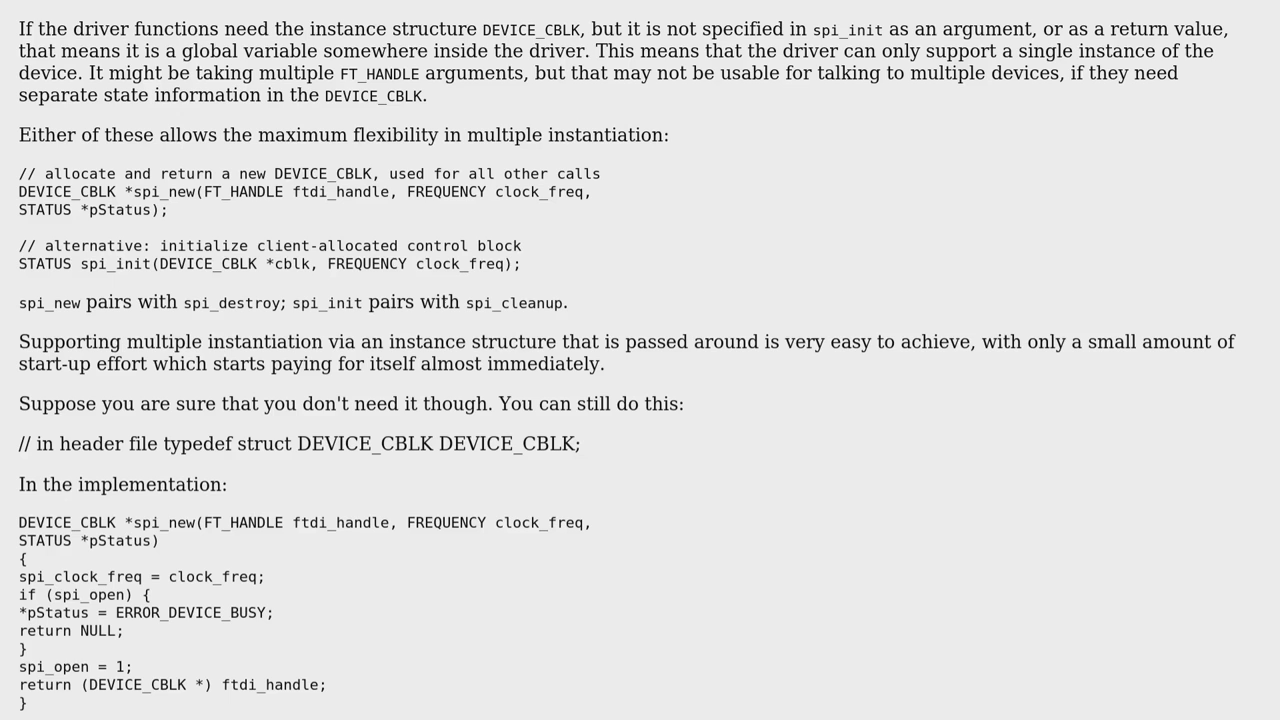 If the driver functions need the instance structure DEVICE_CBLK, but it is not specified in spi_init as an argument, or as a return value,
that means it is a global variable somewhere inside the driver. This means that the driver can only support a single instance of the
device. It might be taking multiple FT_HANDLE arguments, but that may not be usable for talking to multiple devices, if they need
separate state information in the DEVICE_CBLK.
Either of these allows the maximum flexibility in multiple instantiation:
// allocate and return a new DEVICE_CBLK, used for all other calls
DEVICE_CBLK *spi_new(FT_HANDLE ftdi_handle, FREQUENCY clock_freq,
STATUS *pStatus);
// alternative: initialize client-allocated control block
STATUS spi_init(DEVICE_CBLK *cblk, FREQUENCY clock_freq);
spi_new pairs with spi_destroy; spi_init pairs with spi_cleanup.
Supporting multiple instantiation via an instance structure that is passed around is very easy to achieve, with only a small amount of
start-up effort which starts paying for itself almost immediately.
Suppose you are sure that you don't need it though. You can still do this:
// in header file typedef struct DEVICE_CBLK DEVICE_CBLK;
In the implementation:
DEVICE_CBLK *spi_new(FT_HANDLE ftdi_handle, FREQUENCY clock_freq,
STATUS *pStatus)
{
spi_clock_freq = clock_freq;
if (spi_open) {
*pStatus = ERROR_DEVICE_BUSY;
return NULL;
}
spi_open = 1;
return (DEVICE_CBLK *) ftdi_handle;
}